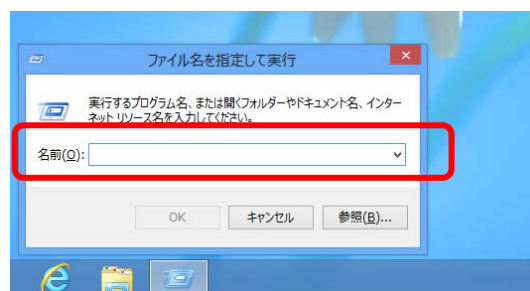 ファイル名を指定して実行
実行するプログラム名、または開くフォルダーやドキュメント名、インター
ネット リソース名を入力してください。
名前(O):
OK キャンセル 参照(B)...